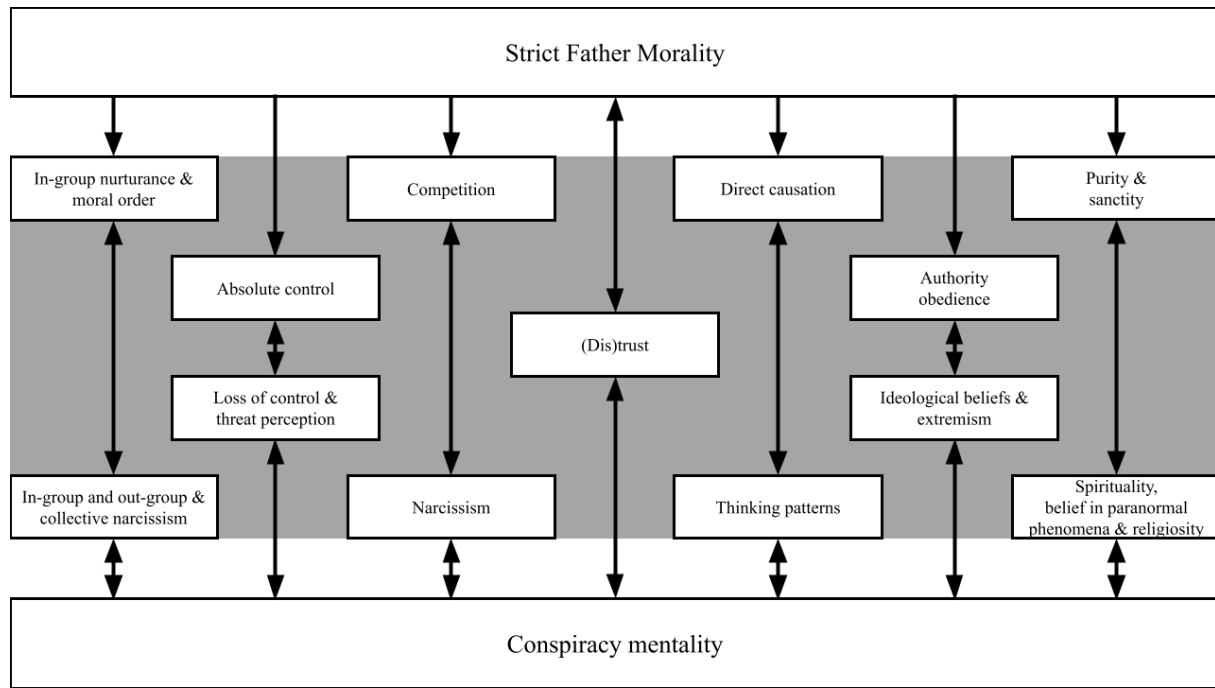 Strict Father Morality
In-group nurturance &
moral order
Competition
Direct causation
Purity &
sanctity
Absolute control
Authority
obedience
(Dis)trust
Loss of control &
threat perception
Ideological beliefs &
extremism
In-group and out-group &
collective narcissism
Narcissism
Thinking patterns
Spirituality,
belief in paranormal
phenomena & religiosity
Conspiracy mentality